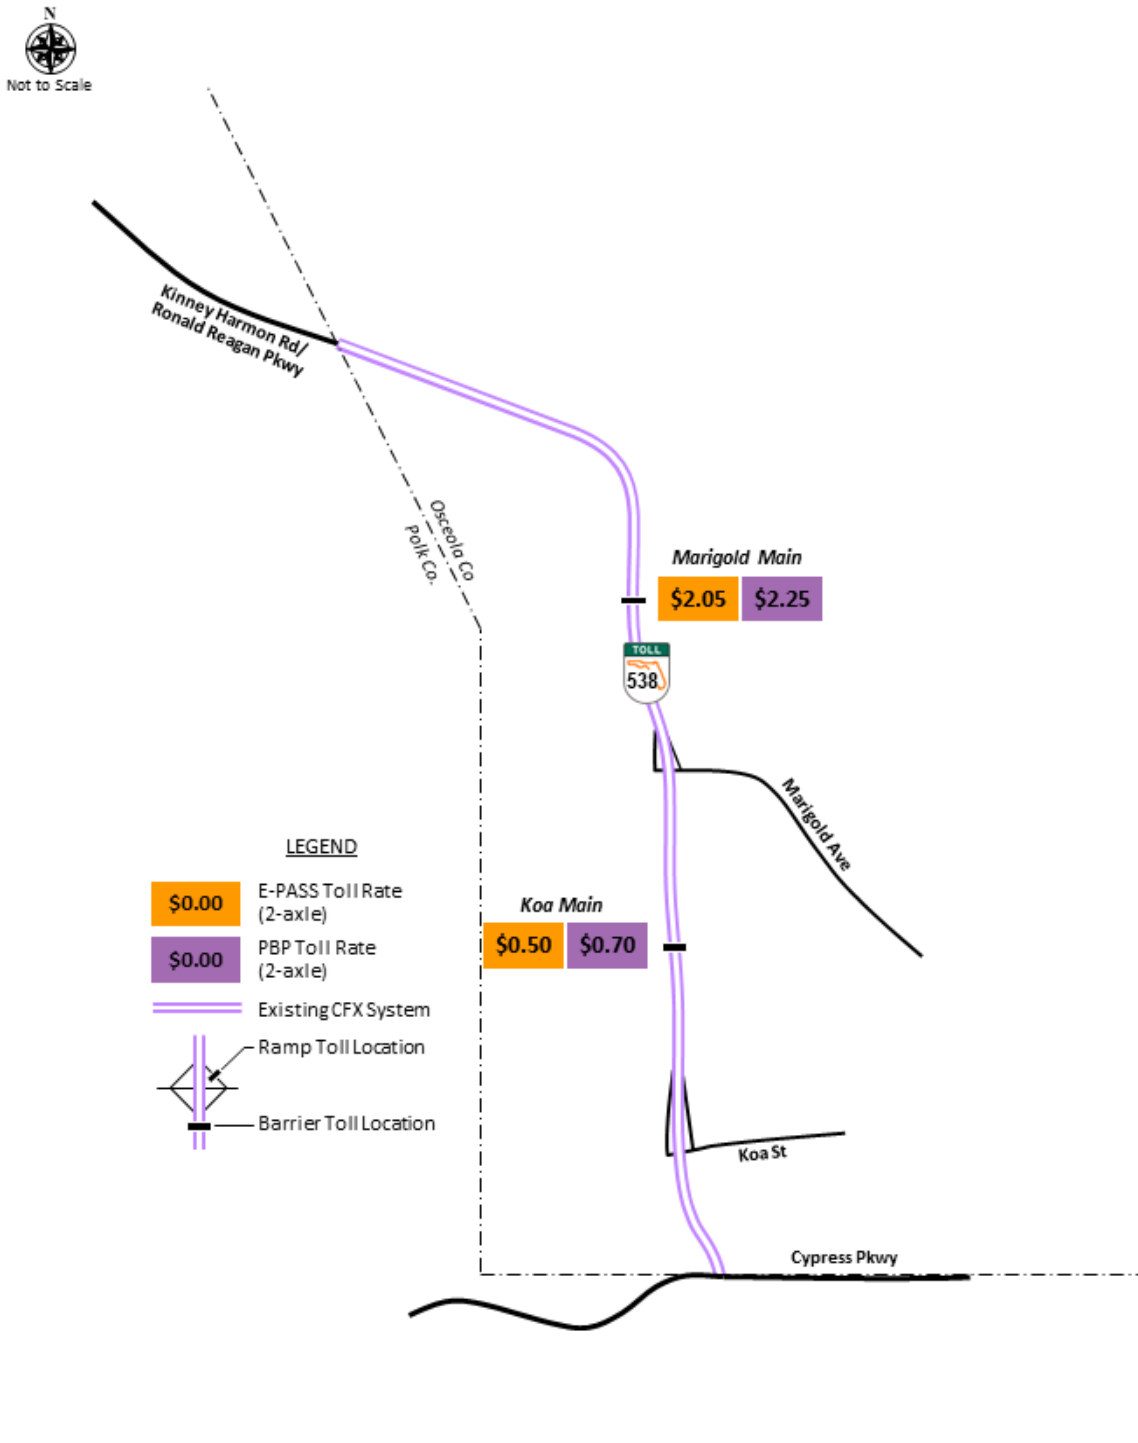 N
Not to Scale
Kinney Harmon Rd/
Ronald Reagan Pkwy
Osceola Co
Polk Co.
Marigold Main
$2.05 $2.25
TOLL
538
Marigold Ave
LEGEND
$0.00 E-PASS Toll Rate
(2-axle)
$0.00 PBP Toll Rate
(2-axle)
Existing CFX System
Ramp Toll Location
Barrier Toll Location
Koa Main
$0.50 $0.70
Koa St
Cypress Pkwy